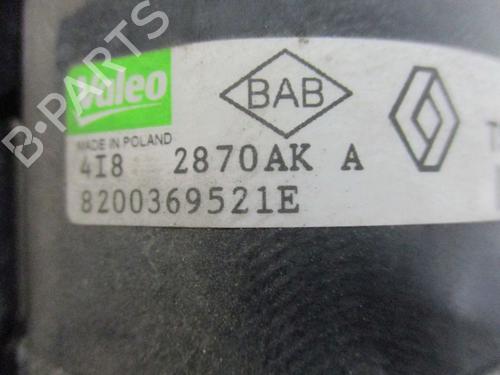 B-PARTS
Valeo
BAB
MADE IN POLAND
4I8 2870AK A
8200369521E